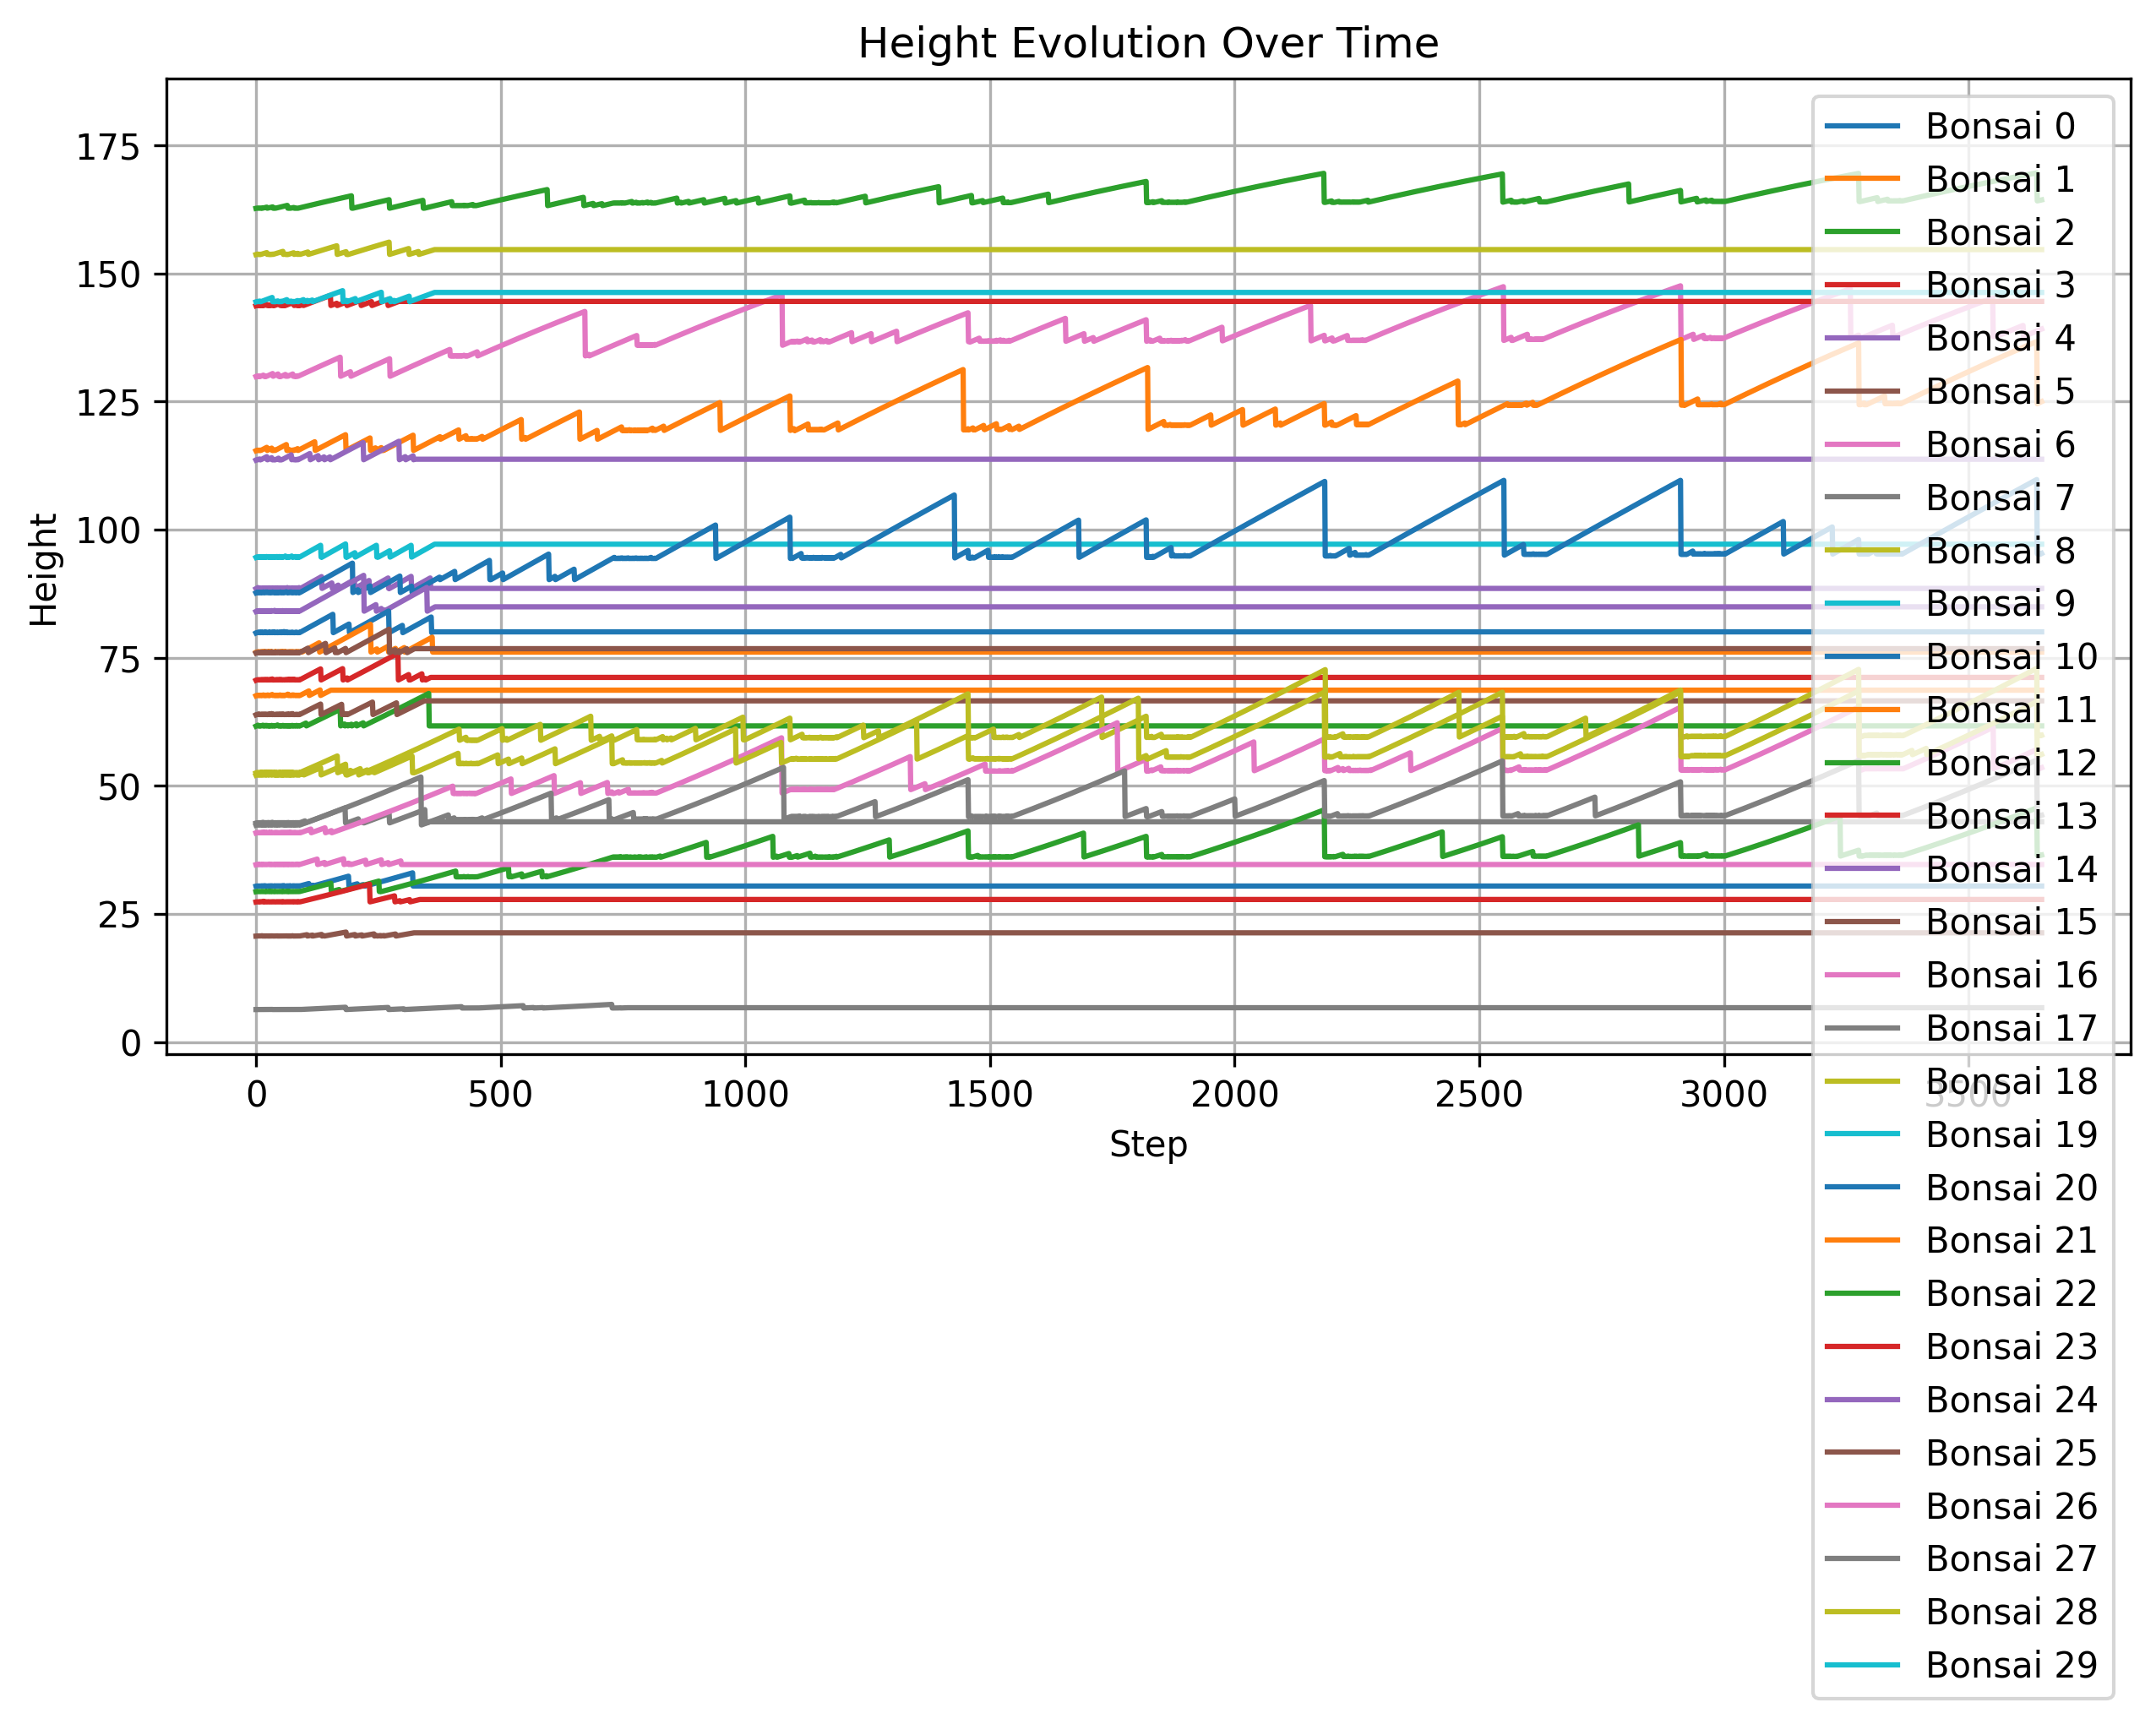 Height Evolution Over Time
Height
175
150
125
100
75
50
25
0
0
500
1000
1500
2000
2500
3000
3500
Step
Bonsai 0
Bonsai 1
Bonsai 2
Bonsai 3
Bonsai 4
Bonsai 5
Bonsai 6
Bonsai 7
Bonsai 8
Bonsai 9
Bonsai 10
Bonsai 11
Bonsai 12
Bonsai 13
Bonsai 14
Bonsai 15
Bonsai 16
Bonsai 17
Bonsai 18
Bonsai 19
Bonsai 20
Bonsai 21
Bonsai 22
Bonsai 23
Bonsai 24
Bonsai 25
Bonsai 26
Bonsai 27
Bonsai 28
Bonsai 29